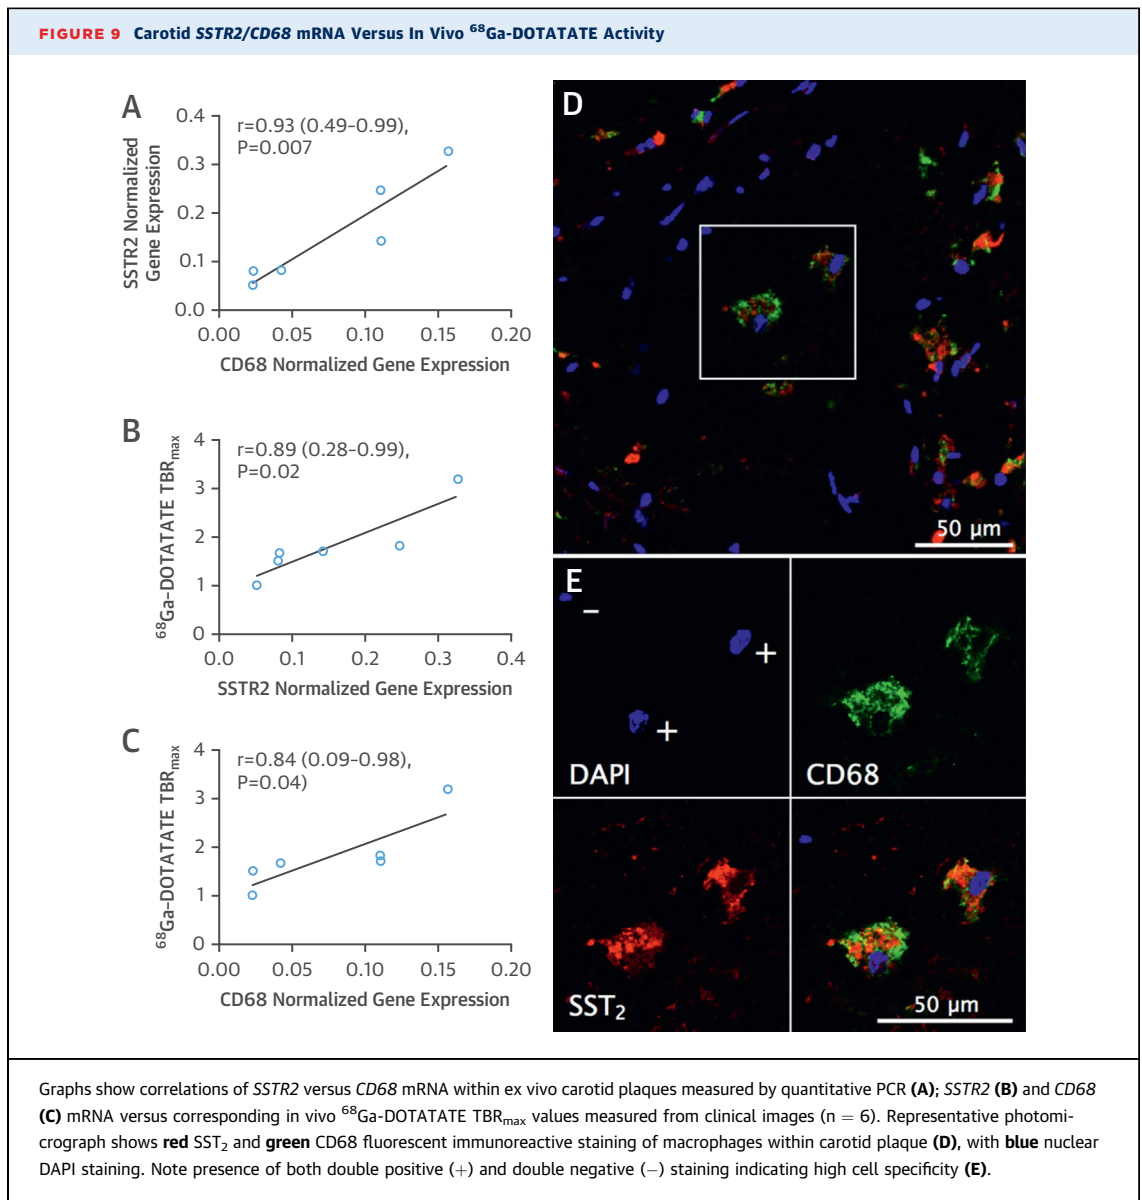 FIGURE 9 Carotid SSTR2/CD68 mRNA Versus In Vivo ⁶⁸Ga-DOTATATE Activity
A
r=0.93 (0.49-0.99),
P=0.007
SSTR2 Normalized
Gene Expression
0.4
0.3
0.2
0.1
0.0
0.00 0.05 0.10 0.15 0.20
CD68 Normalized Gene Expression
B
r=0.89 (0.28-0.99),
P=0.02
⁶⁸Ga-DOTATATE TBRmax
4
3
2
1
0
0.0 0.1 0.2 0.3 0.4
SSTR2 Normalized Gene Expression
C
r=0.84 (0.09-0.98),
P=0.04)
⁶⁸Ga-DOTATATE TBRmax
4
3
2
1
0
0.00 0.05 0.10 0.15 0.20
CD68 Normalized Gene Expression
D
50 µm
E
−
+
+
DAPI
CD68
SST₂
50 µm
Graphs show correlations of SSTR2 versus CD68 mRNA within ex vivo carotid plaques measured by quantitative PCR (A); SSTR2 (B) and CD68
(C) mRNA versus corresponding in vivo ⁶⁸Ga-DOTATATE TBRmax values measured from clinical images (n = 6). Representative photomi-
crograph shows red SST₂ and green CD68 fluorescent immunoreactive staining of macrophages within carotid plaque (D), with blue nuclear
DAPI staining. Note presence of both double positive (+) and double negative (−) staining indicating high cell specificity (E).